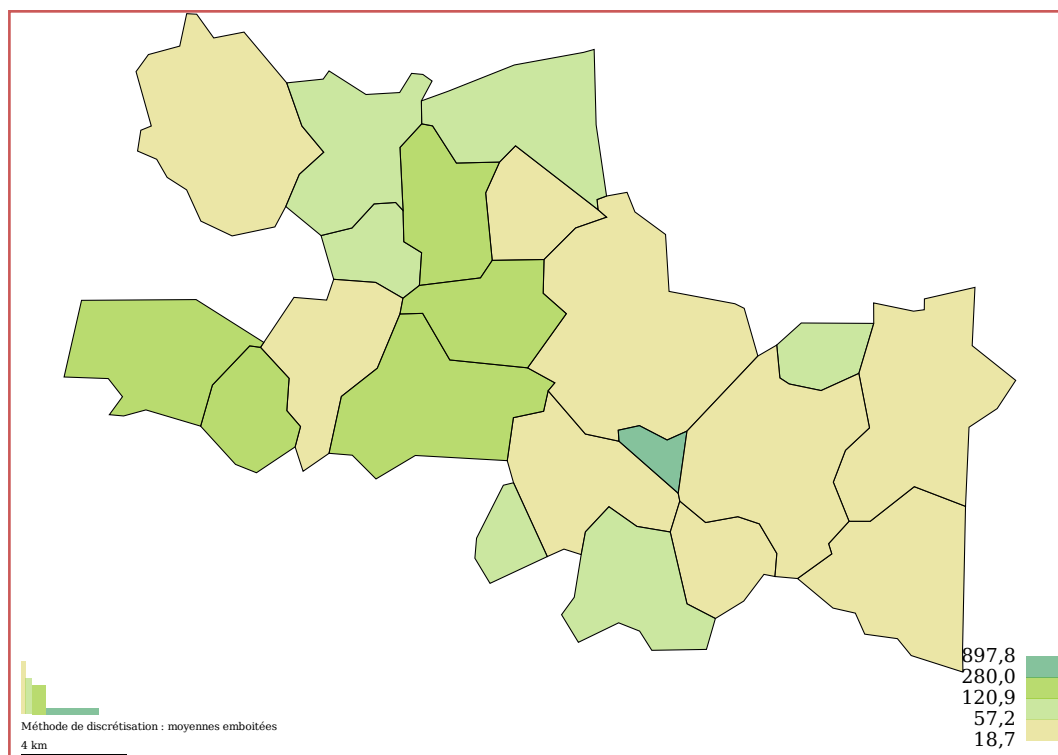 897,8
280,0
120,9
57,2
18,7
Méthode de discrétisation : moyennes emboitées
4 km